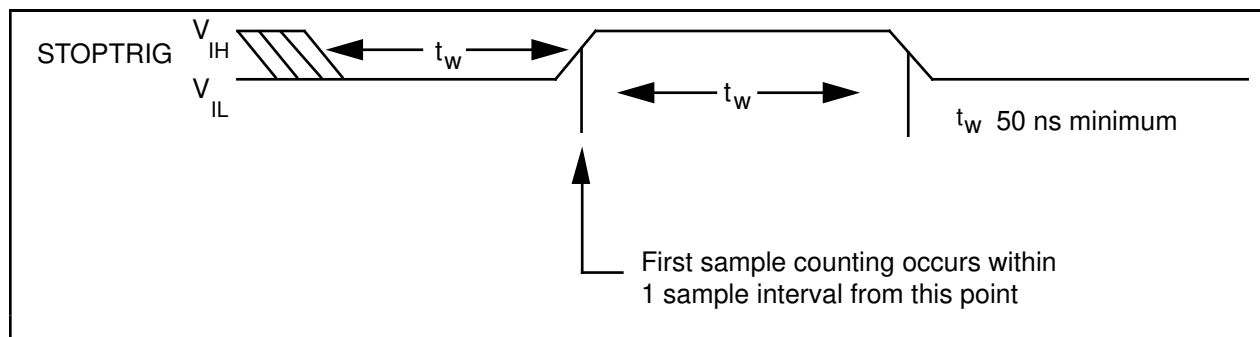 STOPTRIG
V IH
V IL
t w
t w
t w 50 ns minimum
First sample counting occurs within
1 sample interval from this point